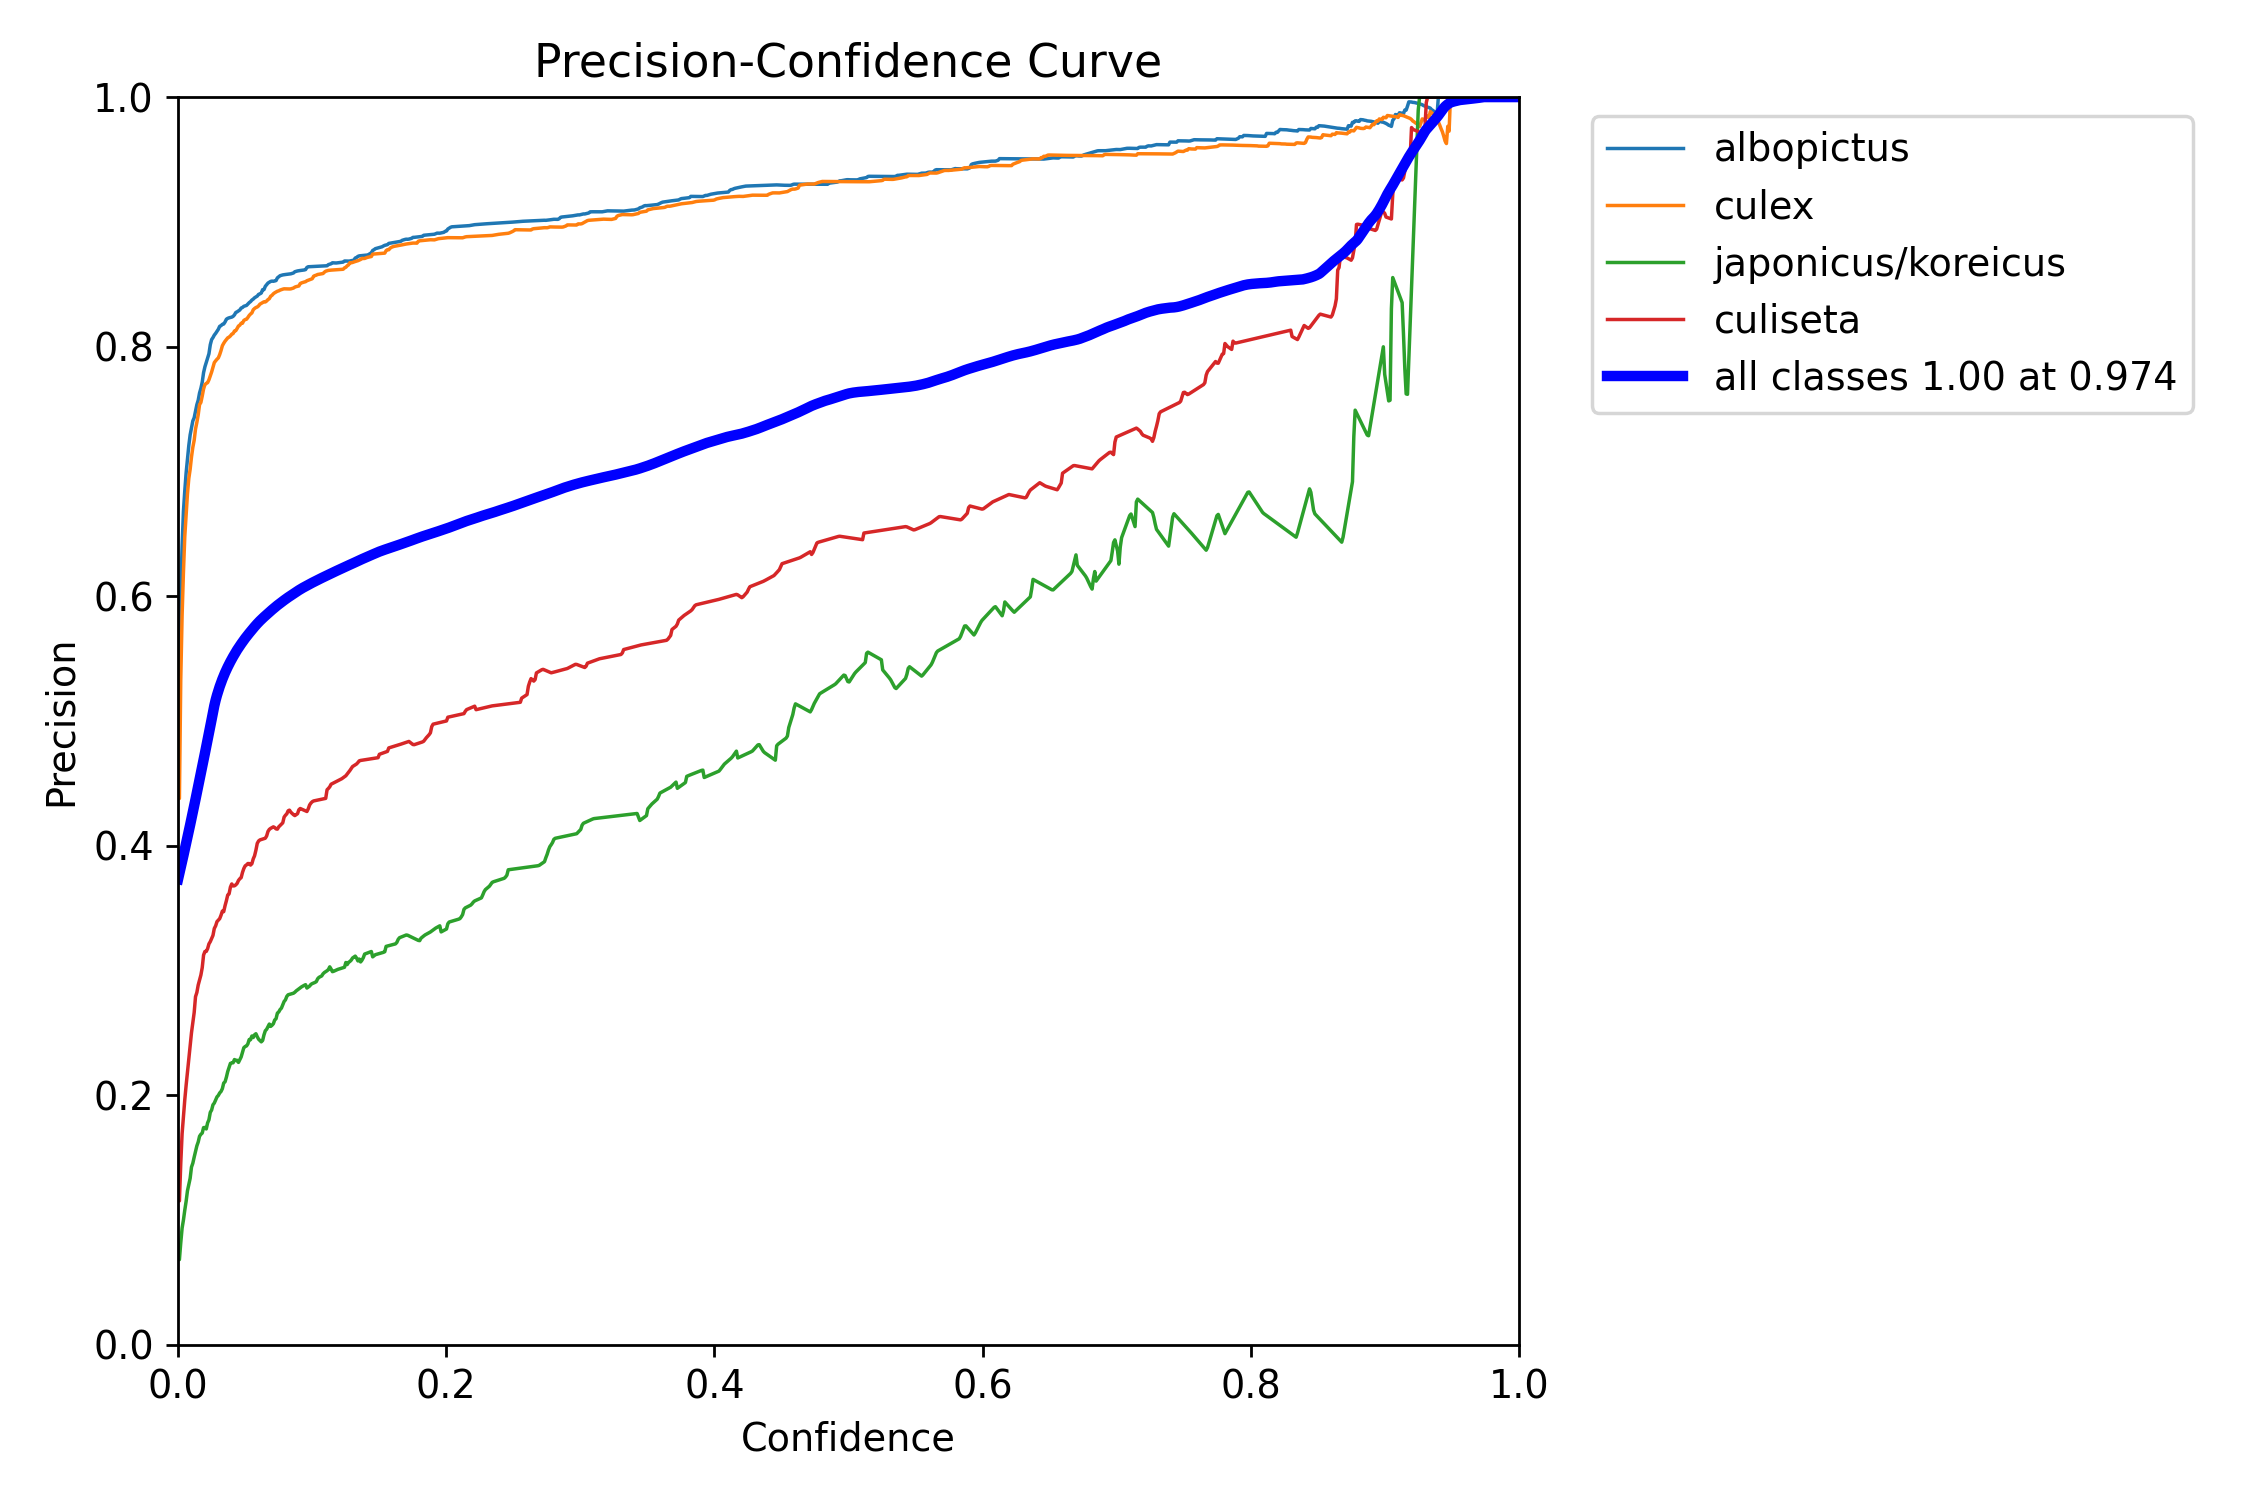 Precision-Confidence Curve
1.0
0.8
0.6
0.4
0.2
0.0
Precision
0.0 0.2 0.4 0.6 0.8 1.0
Confidence
albopictus
culex
japonicus/koreicus
culiseta
all classes 1.00 at 0.974